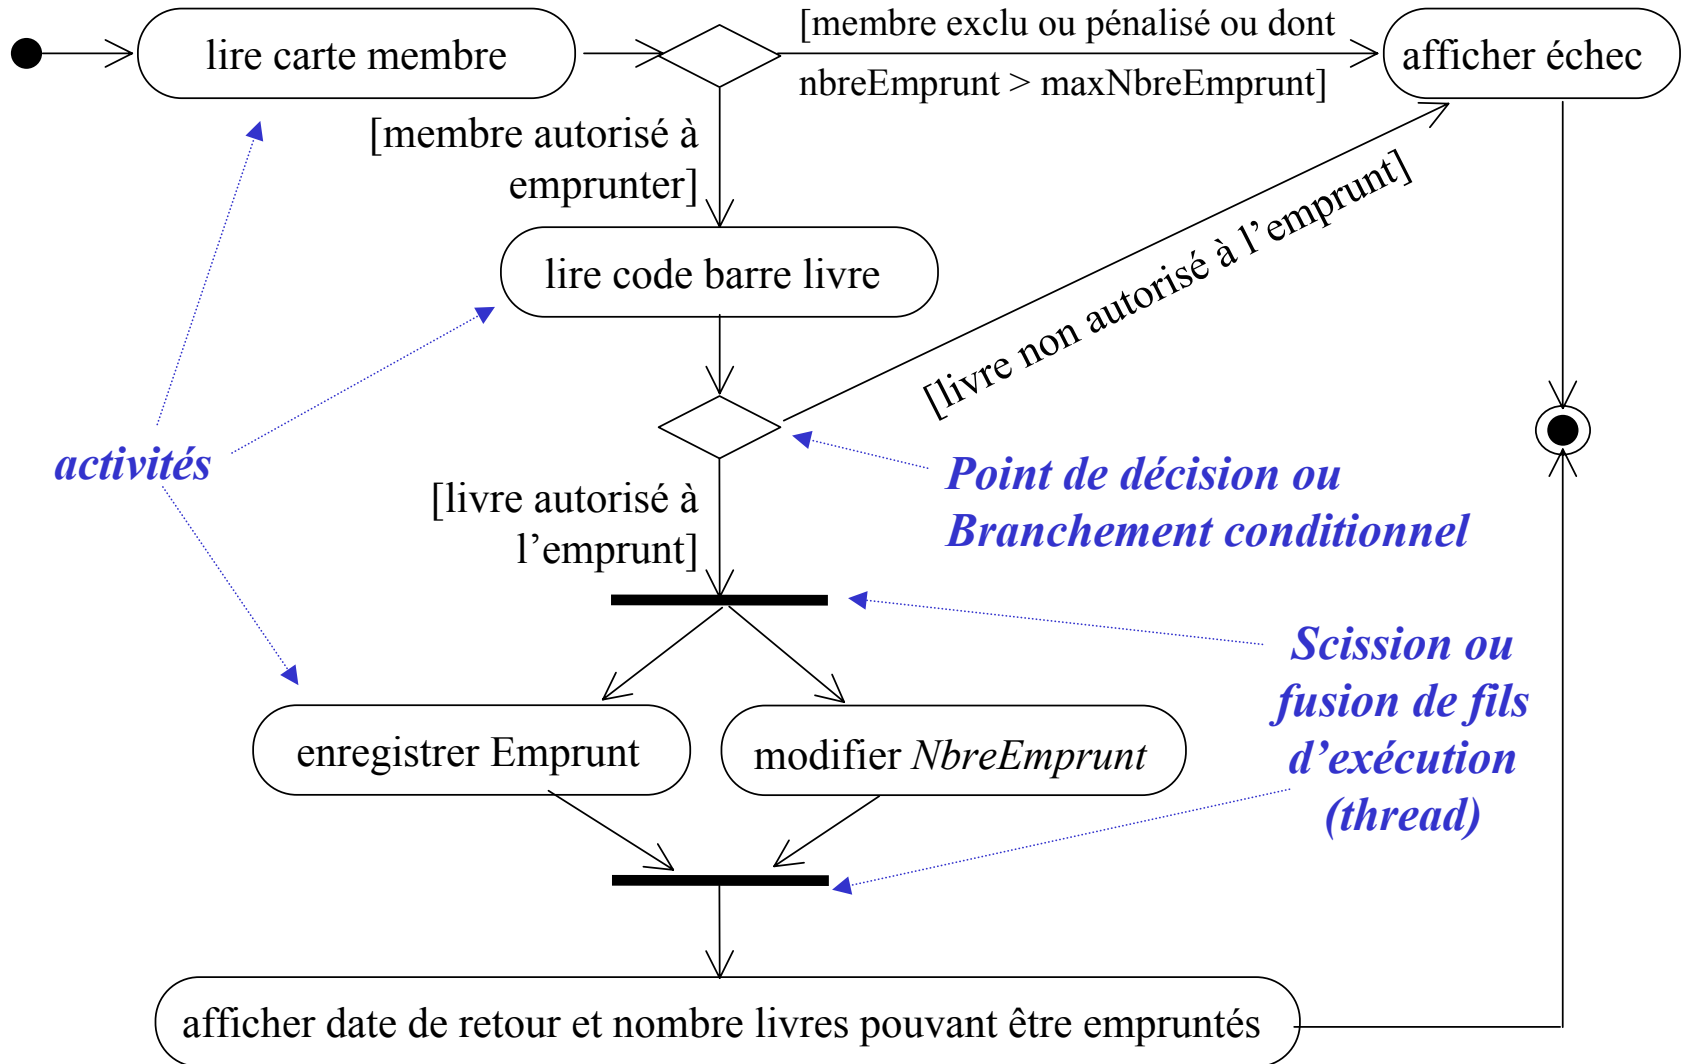 [membre exclu ou pénalisé ou dont
lire carte membre
afficher échec
nbreEmprunt > maxNbreEmprunt]
[membre autorisé à
emprunter]
[livre non autorisé à l’emprunt]
lire code barre livre
activités
Point de décision ou
Branchement conditionnel
[livre autorisé à
l’emprunt]
Scission ou
fusion de fils
d’exécution
(thread)
enregistrer Emprunt
modifier NbreEmprunt
afficher date de retour et nombre livres pouvant être empruntés